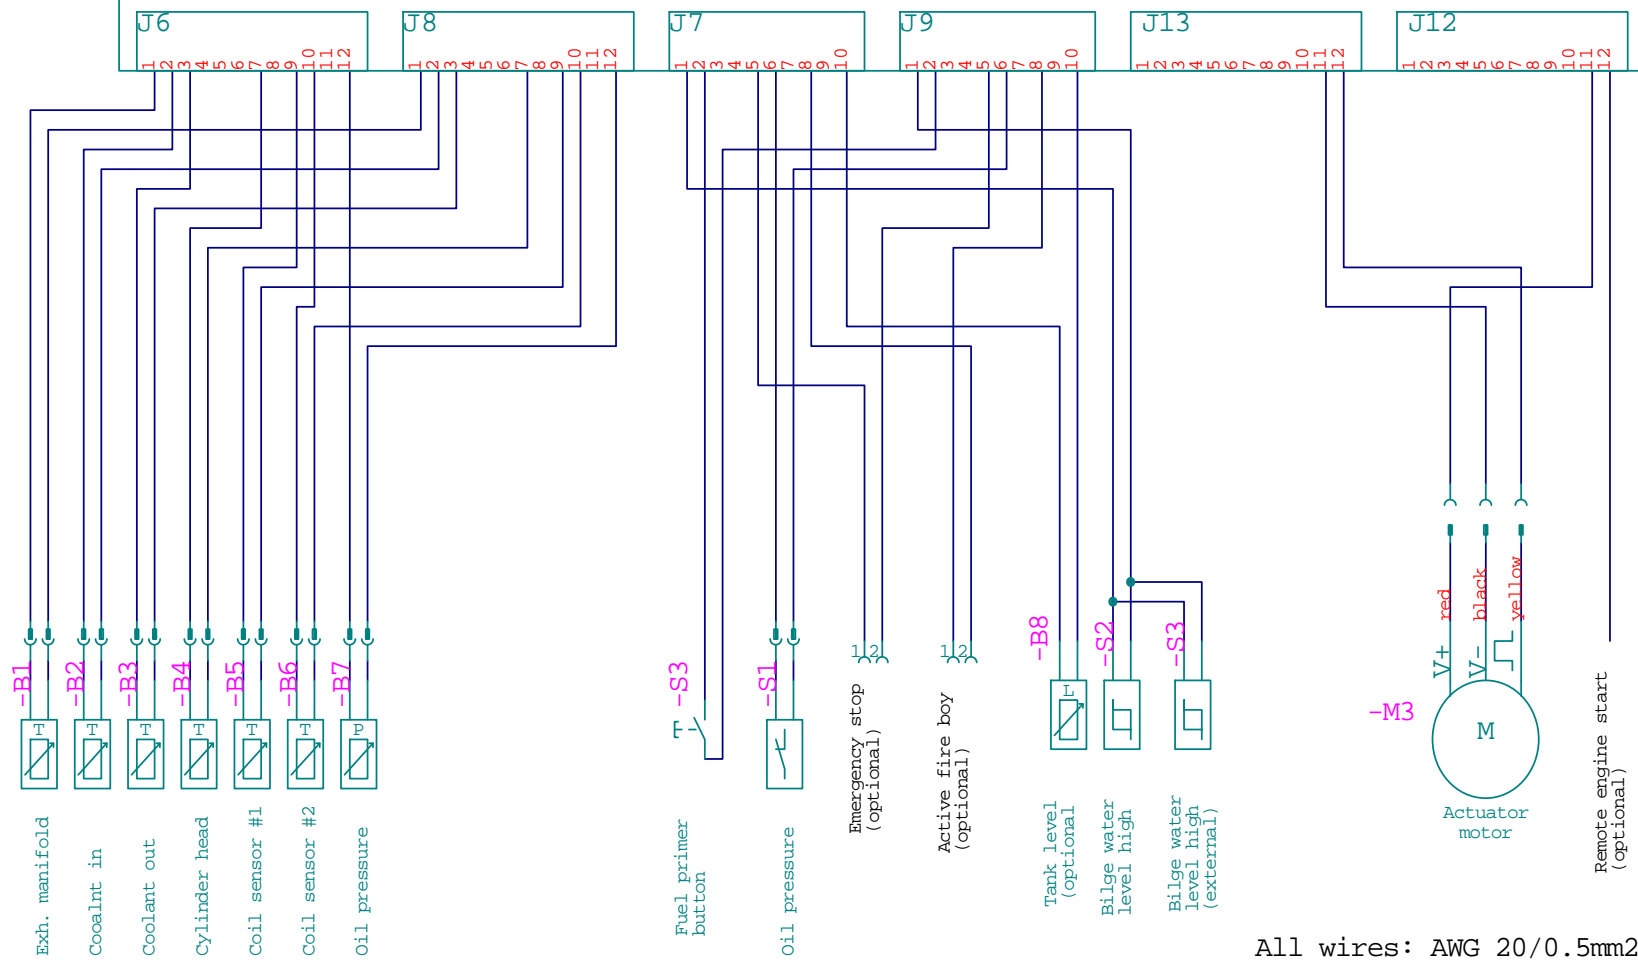 J6
J8
J7
J9
J13
J12
1 2 3 4 5 6 7 8 9 10 11 12
1 2 3 4 5 6 7 8 9 10 11 12
1 2 3 4 5 6 7 8 9 10
1 2 3 4 5 6 7 8 9 10
1 2 3 4 5 6 7 8 9 10 11 12
1 2 3 4 5 6 7 8 9 10 11 12
-B1
T
Exh. manifold
-B2
T
Cooalnt in
-B3
T
Coolant out
-B4
T
Cylinder head
-B5
T
Coil sensor #1
-B6
T
Coil sensor #2
-B7
P
Oil pressure
-S3
Fuel primer
button
-S1
Oil pressure
1 2
Emergency stop
(optional)
1 2
Active fire boy
(optional)
-B8
L
Tank level
(optional
-S2
Bilge water
level high
-S3
Bilge water
level high
(external)
red
black
yellow
V+
V-
-M3
M
Actuator
motor
Remote engine start
(optional)
All wires: AWG 20/0.5mm2